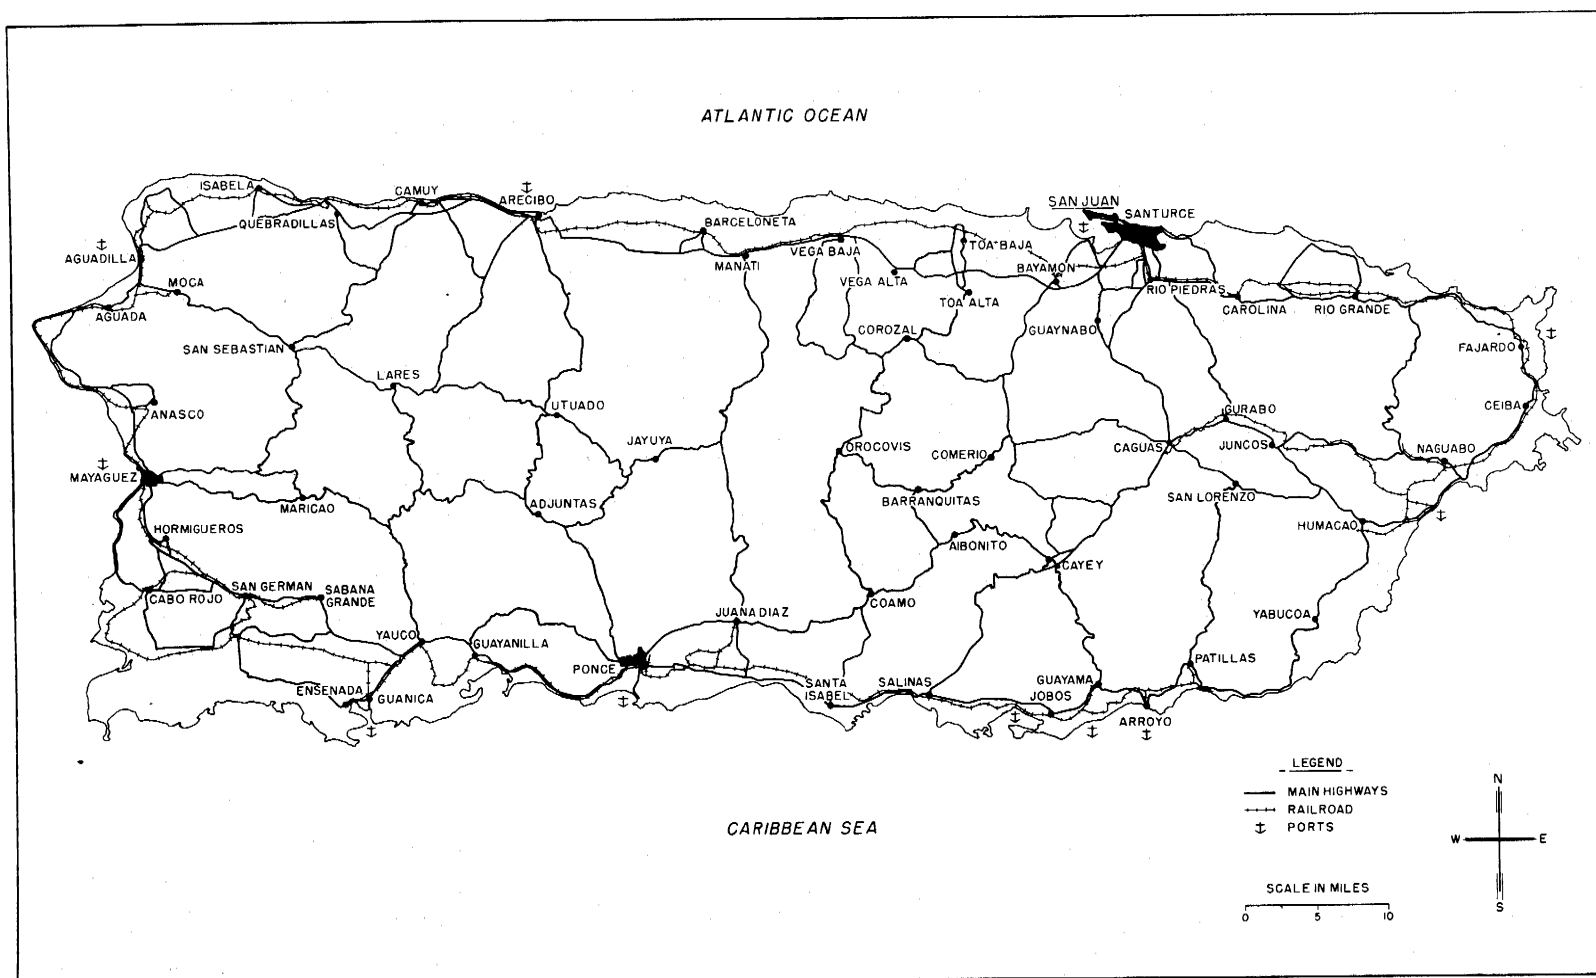 ATLANTIC OCEAN
ISABELA
CAMUY
ARECIBO
QUEBRADILLAS
BARCELONETA
SAN JUAN
SANTURCE
AGUADILLA
MANATI
VEGA BAJA
TOA BAJA
BAYAMON
MOCA
VEGA ALTA
TOA ALTA
RIO PIEDRAS
AGUADA
CAROLINA
RIO GRANDE
GUAYNABO
COROZAL
SAN SEBASTIAN
FAJARDO
LARES
UTUADO
ANASCO
GURABO
CEIBA
JAYUYA
OROCOVIS
COMERIO
CAGUAS
JUNCOS
NAGUABO
MAYAGUEZ
MARICAO
ADJUNTAS
BARRANQUITAS
SAN LORENZO
HORMIGUEROS
HUMACAO
AIBONITO
CAYEY
SAN GERMAN
SABANA
GRANDE
CABO ROJO
COAMO
JUANA DIAZ
YABUCOA
YAUCO
GUAYANILLA
PONCE
PATILLAS
SANTA
ISABEL
SALINAS
GUAYAMA
JOBOS
ENSENADA
GUANICA
ARROYO
CARIBBEAN SEA
LEGEND
MAIN HIGHWAYS
RAILROAD
PORTS
N
W E
S
SCALE IN MILES
0 5 10